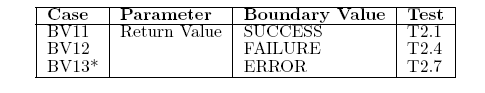 Case Parameter Boundary Value Test
BV11 Return Value SUCCESS T2.1
BV12 FAILURE T2.4
BV13* ERROR T2.7